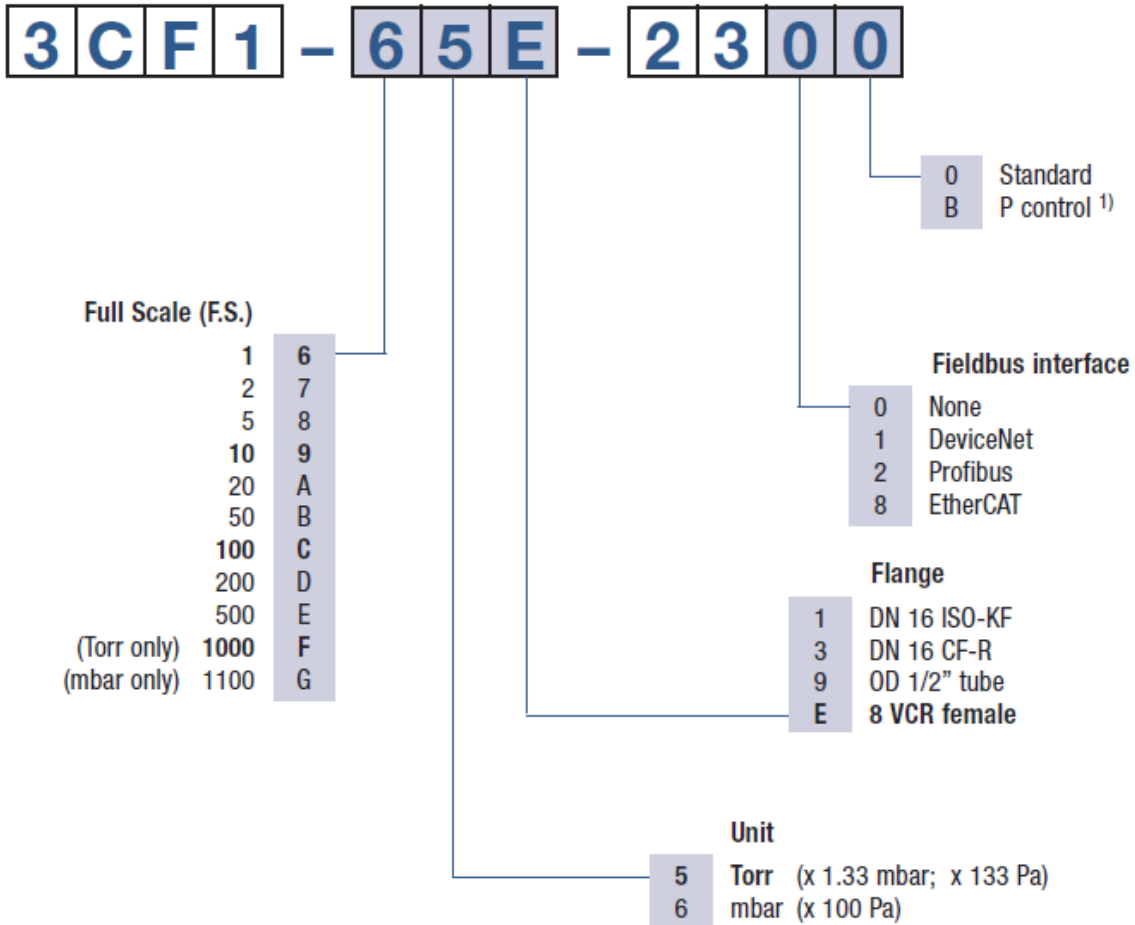 3CF1 – 65E – 2300
0 Standard
B P control 1)
Full Scale (F.S.)
1 6
2 7
5 8
10 9
20 A
50 B
100 C
200 D
500 E
(Torr only) 1000 F
(mbar only) 1100 G
Fieldbus interface
0 None
1 DeviceNet
2 Profibus
8 EtherCAT
Flange
1 DN 16 ISO-KF
3 DN 16 CF-R
9 OD 1/2” tube
E 8 VCR female
Unit
5 Torr (x 1.33 mbar; x 133 Pa)
6 mbar (x 100 Pa)